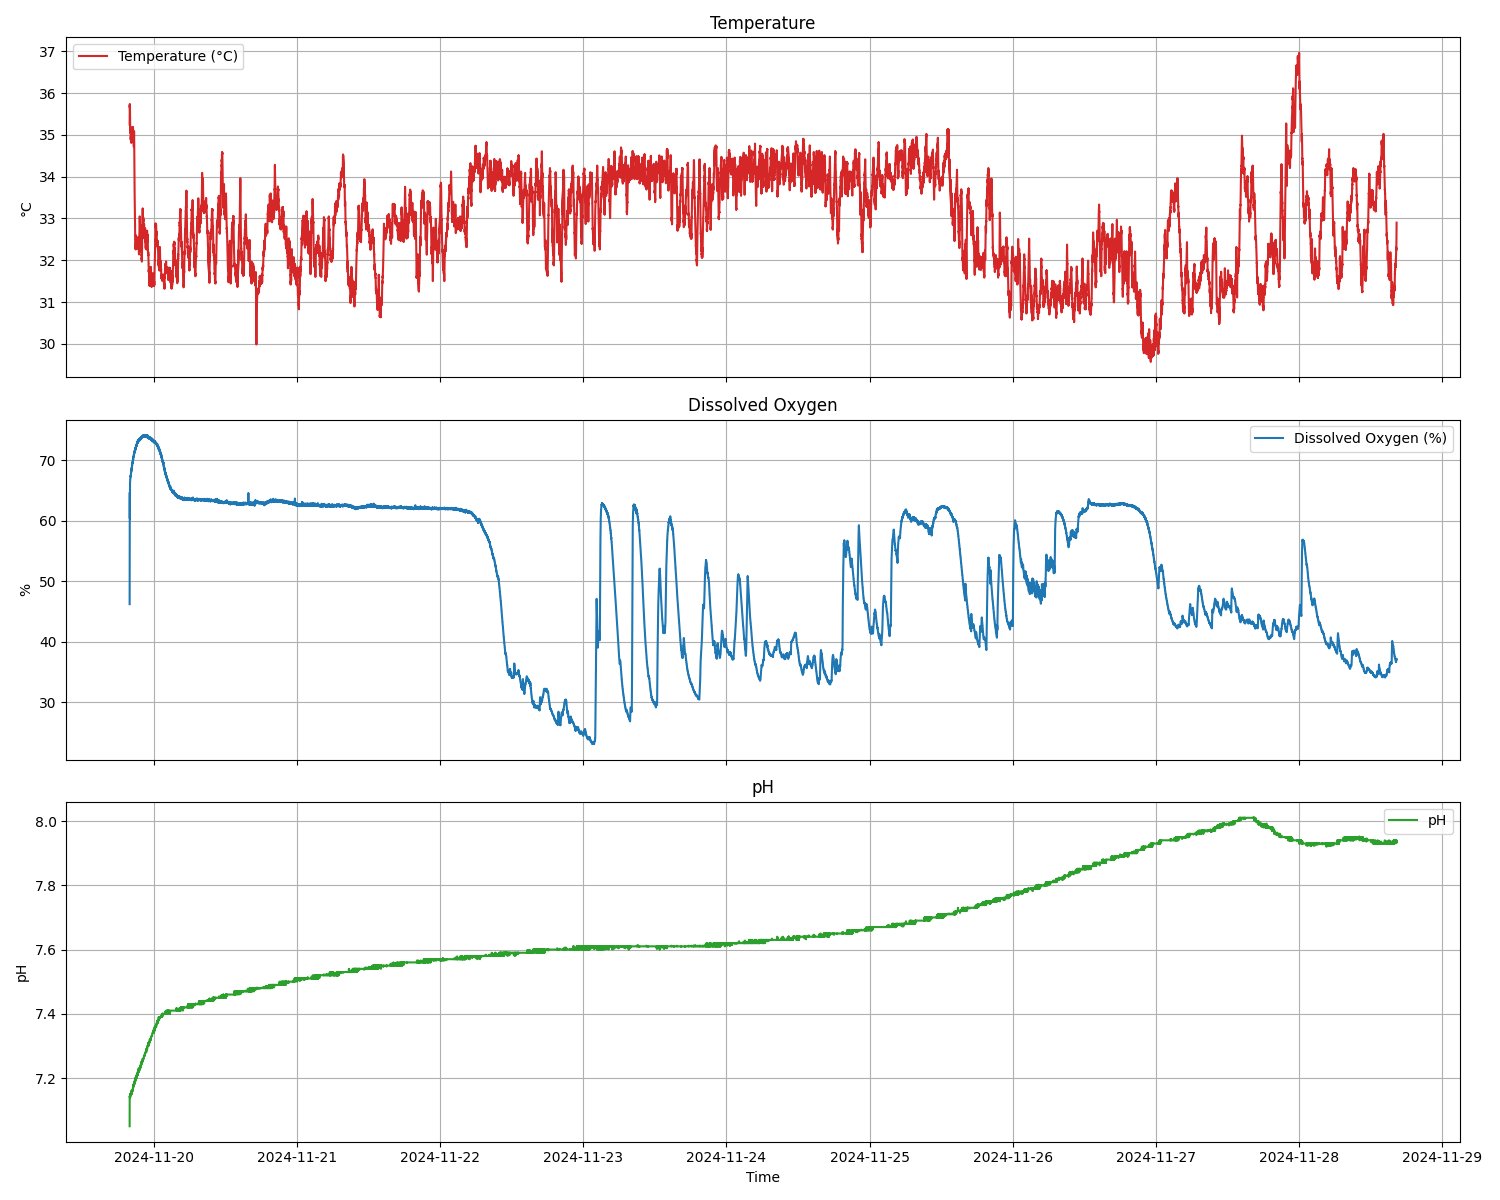 Temperature
Temperature (°C)
37
36
35
34
33
32
31
30
°C
Dissolved Oxygen
Dissolved Oxygen (%)
70
60
50
40
30
%
pH
pH
8.0
7.8
7.6
7.4
7.2
pH
2024-11-20 2024-11-21 2024-11-22 2024-11-23 2024-11-24 2024-11-25 2024-11-26 2024-11-27 2024-11-28 2024-11-29
Time